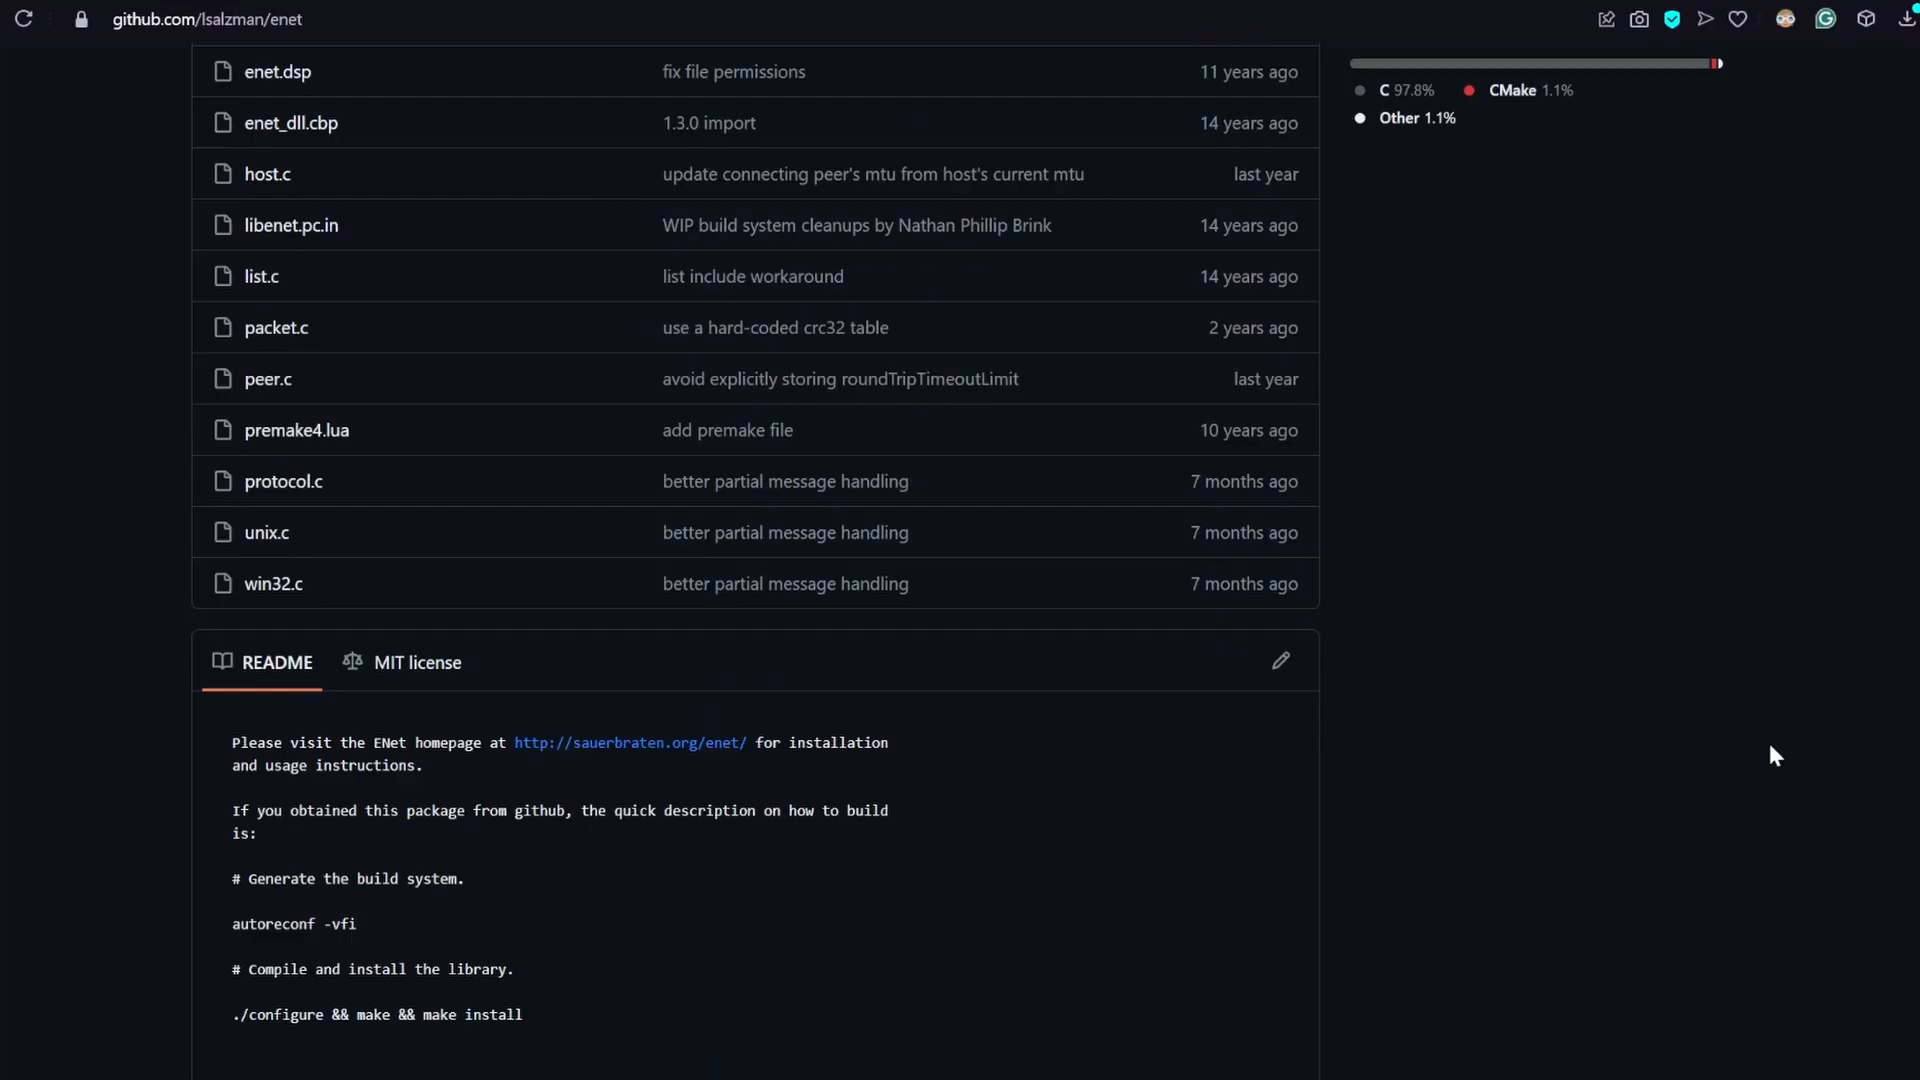 github.com/lsalzman/enet
enet.dsp fix file permissions 11 years ago
enet_dll.cbp 1.3.0 import 14 years ago
host.c update connecting peer's mtu from host's current mtu last year
libenet.pc.in WIP build system cleanups by Nathan Phillip Brink 14 years ago
list.c list include workaround 14 years ago
packet.c use a hard-coded crc32 table 2 years ago
peer.c avoid explicitly storing roundTripTimeoutLimit last year
premake4.lua add premake file 10 years ago
protocol.c better partial message handling 7 months ago
unix.c better partial message handling 7 months ago
win32.c better partial message handling 7 months ago
C 97.8% CMake 1.1%
Other 1.1%
README MIT license
Please visit the ENet homepage at http://sauerbraten.org/enet/ for installation
and usage instructions.
If you obtained this package from github, the quick description on how to build
is:
# Generate the build system.
autoreconf -vfi
# Compile and install the library.
./configure && make && make install